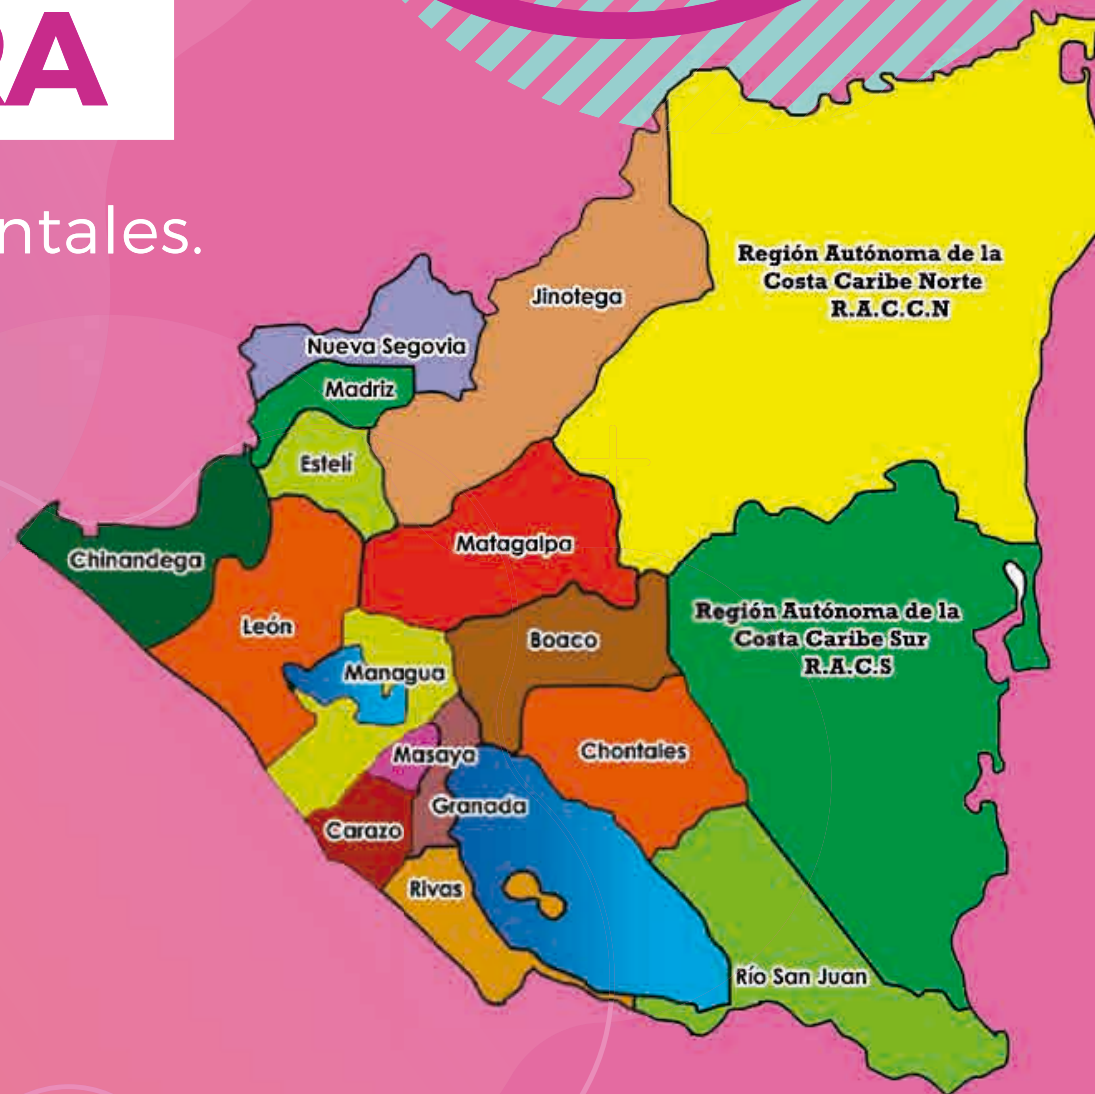 RA
ntales.
Región Autónoma de la
Costa Caribe Norte
R.A.C.C.N
Jinotega
Nueva Segovia
Madriz
Estelí
Matagalpa
Chinandega
Región Autónoma de la
Costa Caribe Sur
R.A.C.S
León
Boaco
Managua
Chontales
Masaya
Granada
Carazo
Rivas
Río San Juan